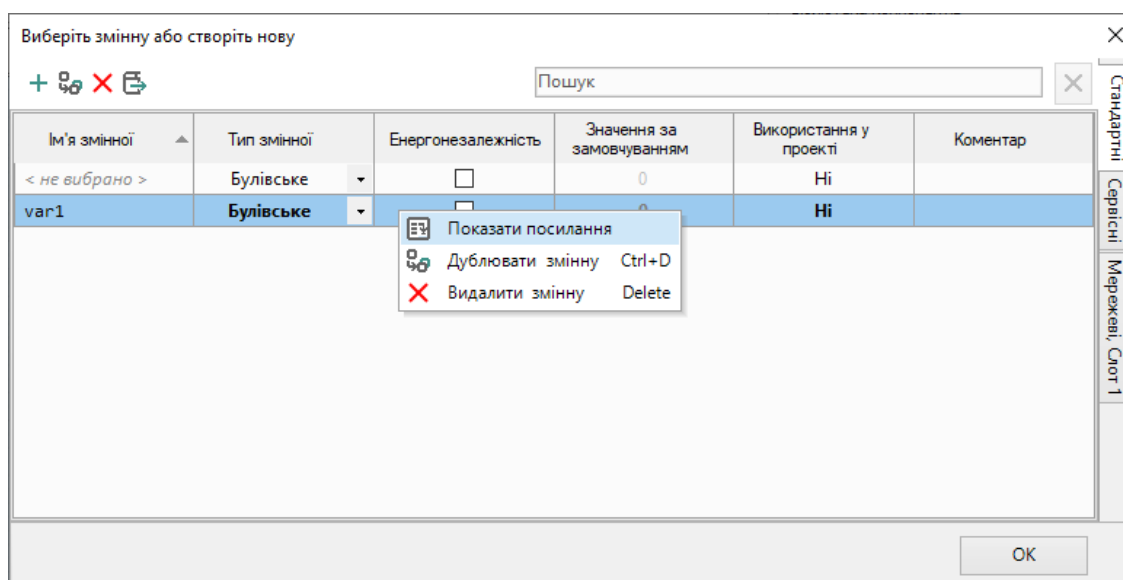 Виберіть змінну або створіть нову
Пошук
Ім'я змінної
Тип змінної
Енергонезалежність
Значення за
замовчуванням
Використання у
проекті
Коментар
< не вибрано >
Булівське
0
Ні
var1
Булівське
Ні
Показати посилання
Дублювати змінну Ctrl+D
Видалити змінну Delete
Стандартні
Сервісні
Мережеві, Слот 1
OK